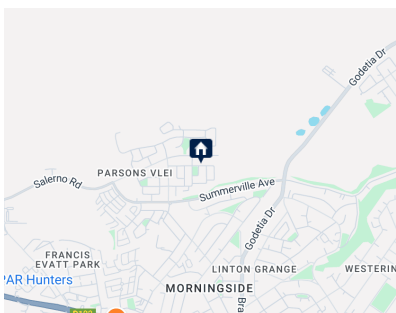 Godetia Dr
PARSONS VLEI
Salerno Rd
Summerville Ave
Godetia Dr
FRANCIS
EVATT PARK
PAR Hunters
LINTON GRANGE
WESTERIN
MORNINGSIDE
Bra